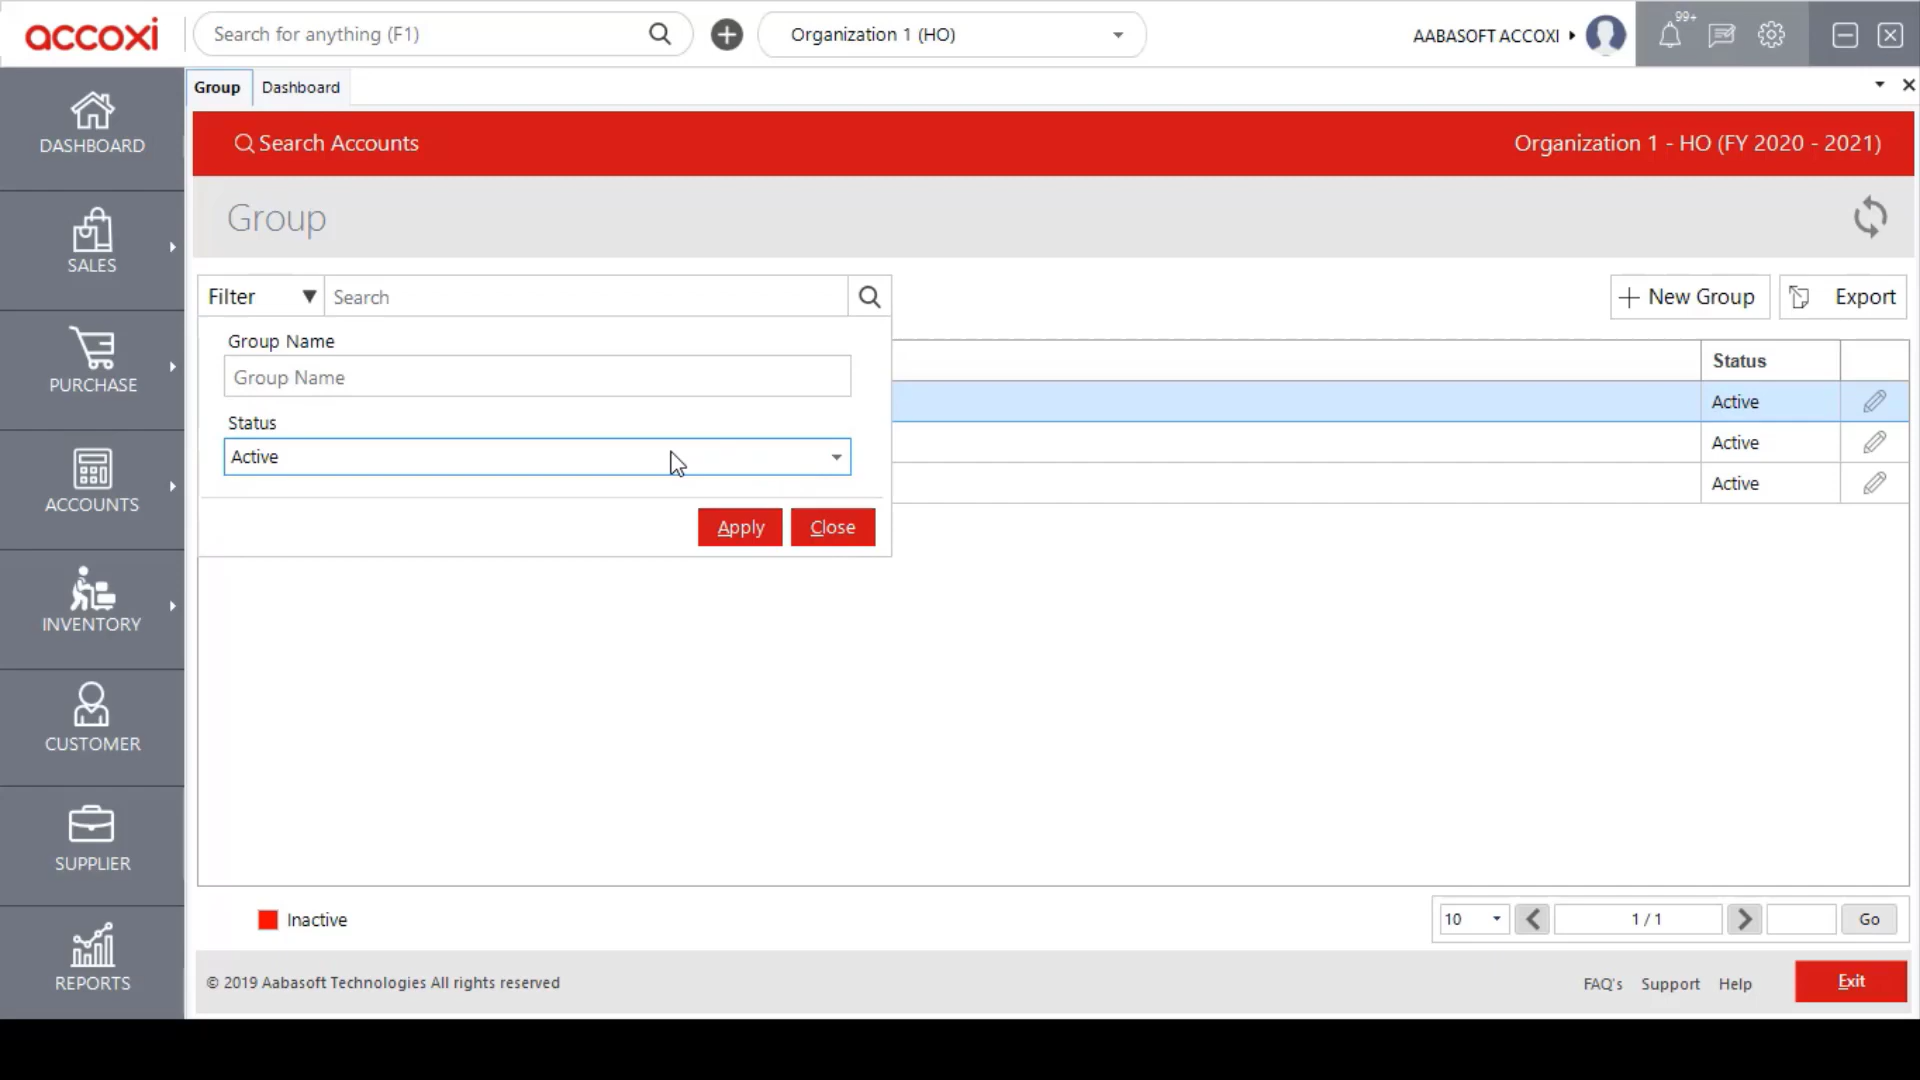 accoxi
Search for anything (F1)
Organization 1 (HO)
AABASOFT ACCOXI
99+
Group
Dashboard
Search Accounts
Organization 1 - HO (FY 2020 - 2021)
Group
DASHBOARD
SALES
PURCHASE
ACCOUNTS
INVENTORY
CUSTOMER
SUPPLIER
REPORTS
Filter
Search
New Group
Export
Group Name
Group Name
Status
Active
Apply
Close
Status
Active
Active
Active
Inactive
10
1 / 1
Go
© 2019 Aabasoft Technologies All rights reserved
FAQ's
Support
Help
Exit